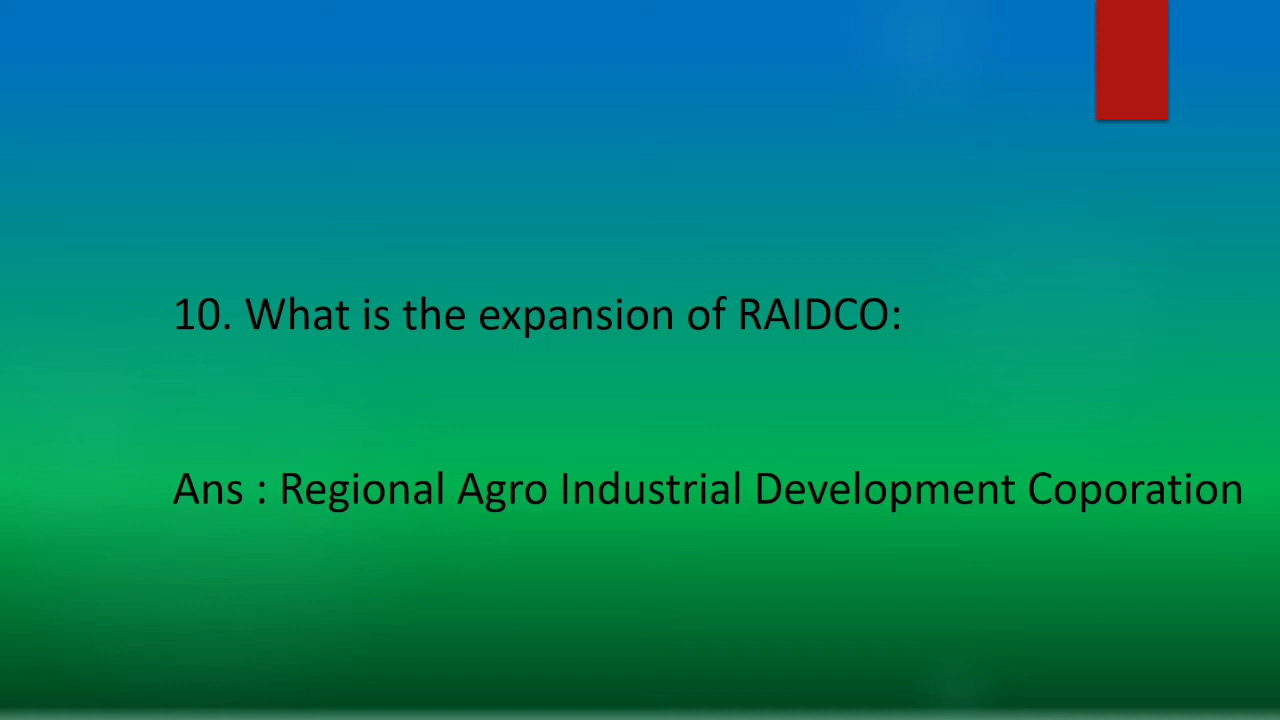 10. What is the expansion of RAIDCO:
Ans : Regional Agro Industrial Development Coporation